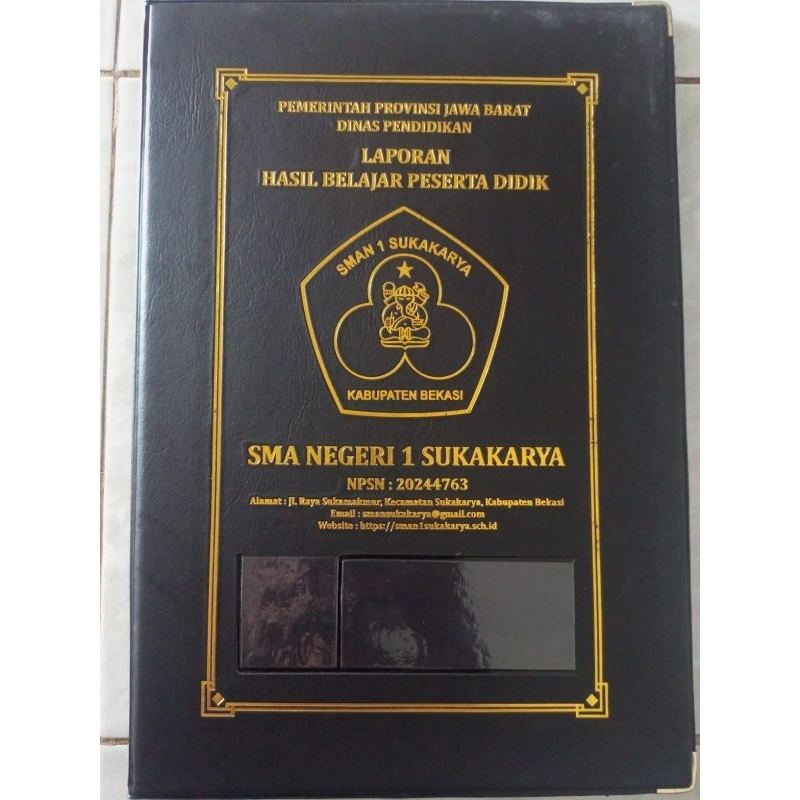 PEMERINTAH PROVINSI JAWA BARAT
DINAS PENDIDIKAN
LAPORAN
HASIL BELAJAR PESERTA DIDIK
SMAN 1 SUKAKARYA
KABUPATEN BEKASI
SMA NEGERI 1 SUKAKARYA
NPSN : 20244763
Alamat : Jl. Raya Sukamakmur, Kecamatan Sukakarya, Kabupaten Bekasi
Email : smansukakarya@gmail.com
Website : https://sman1sukakarya.sch.id